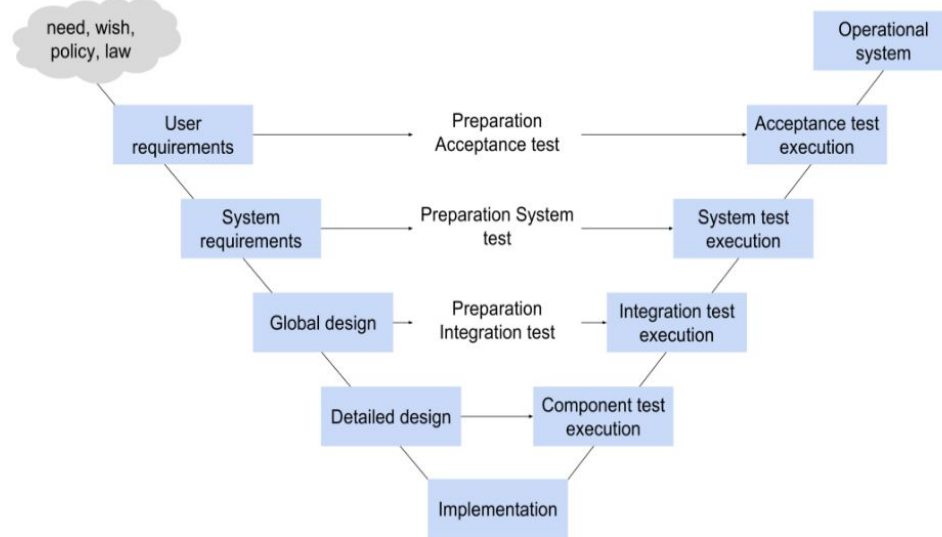 need, wish,
policy, law
Operational
system
User
requirements
Preparation
Acceptance test
Acceptance test
execution
System
requirements
Preparation System
test
System test
execution
Global design
Preparation
Integration test
Integration test
execution
Detailed design
Component test
execution
Implementation